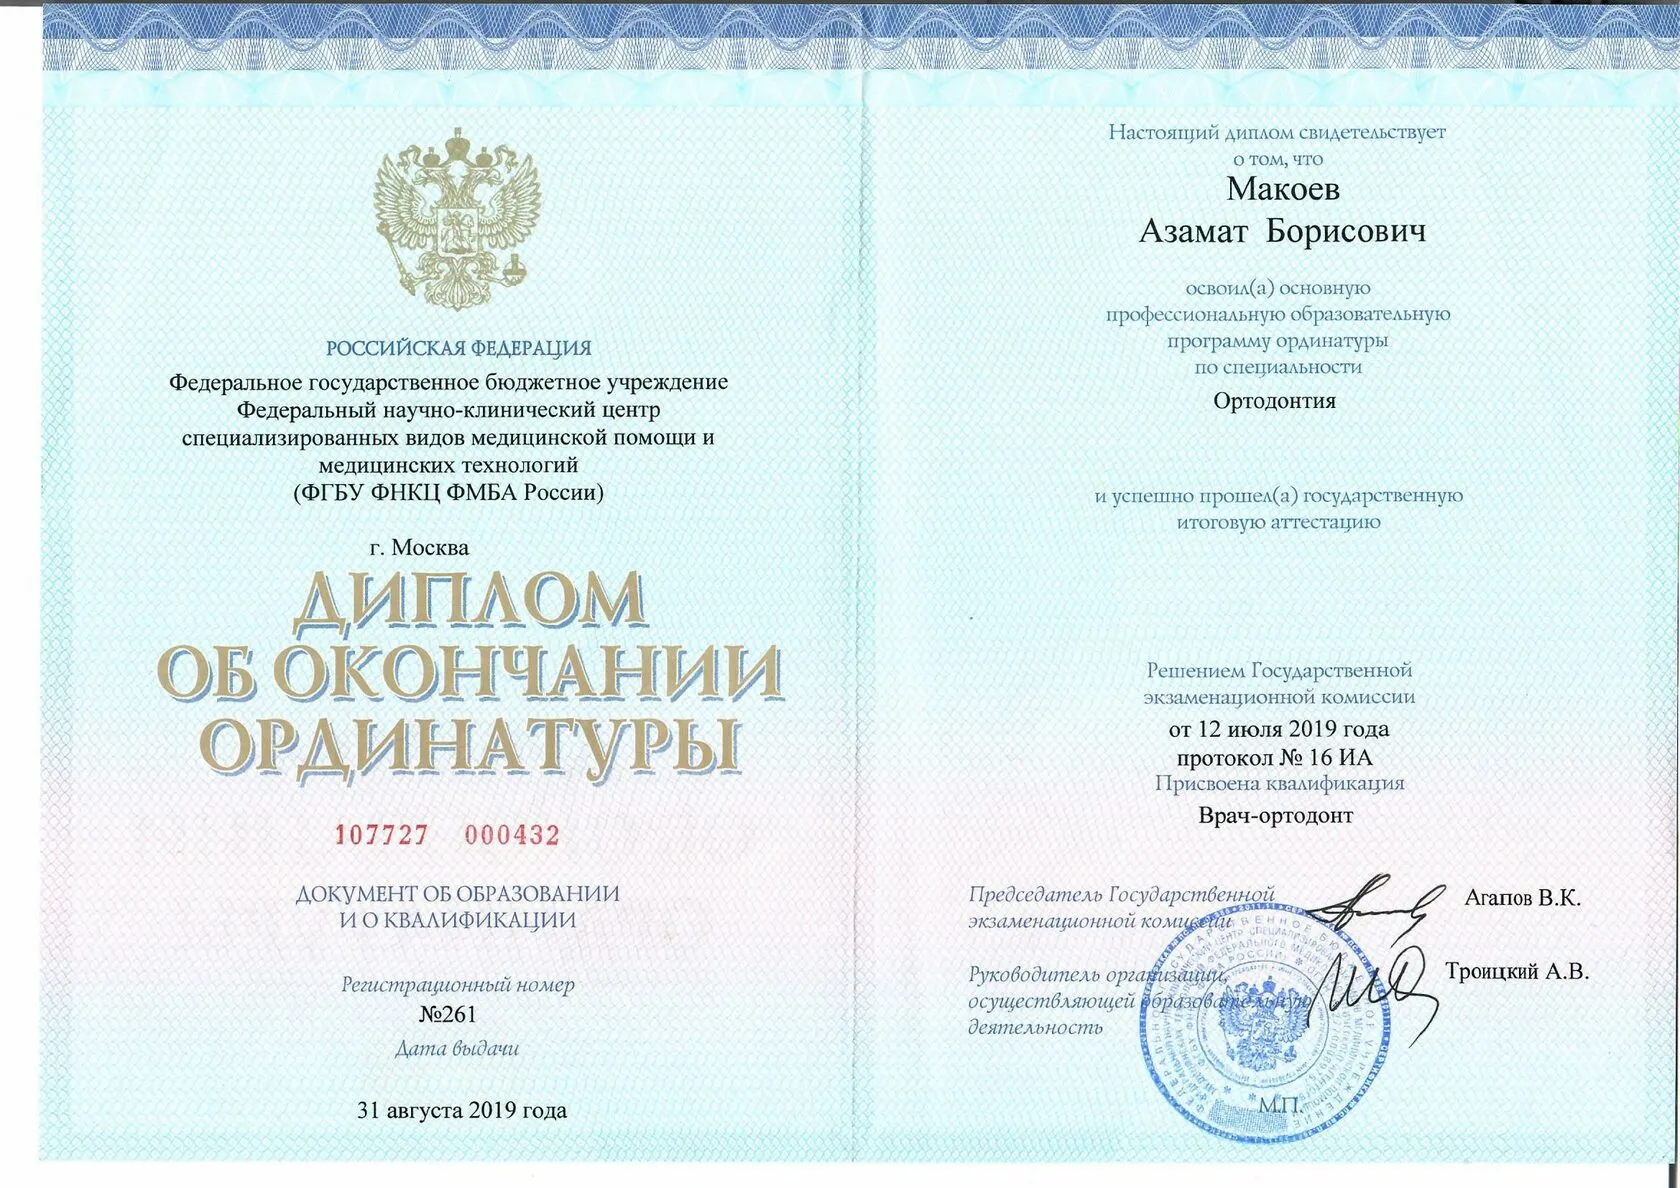 РОССИЙСКАЯ ФЕДЕРАЦИЯ
Федеральное государственное бюджетное учреждение
Федеральный научно-клинический центр
специализированных видов медицинской помощи и
медицинских технологий
(ФГБУ ФНКЦ ФМБА России)
г. Москва
ДИПЛОМ
ОБ ОКОНЧАНИИ
ОРДИНАТУРЫ
107727 000432
ДОКУМЕНТ ОБ ОБРАЗОВАНИИ
И О КВАЛИФИКАЦИИ
Регистрационный номер
№261
Дата выдачи
31 августа 2019 года
Настоящий диплом свидетельствует
о том, что
Макоев
Азамат Борисович
освоил(а) основную
профессиональную образовательную
программу ординатуры
по специальности
Ортодонтия
и успешно прошел(а) государственную
итоговую аттестацию
Решением Государственной
экзаменационной комиссии
от 12 июля 2019 года
протокол № 16 ИА
Присвоена квалификация
Врач-ортодонт
Председатель Государственной
экзаменационной комиссии
Агапов В.К.
Руководитель организации,
осуществляющей образовательную
деятельность
Троицкий А.В.
М.П.